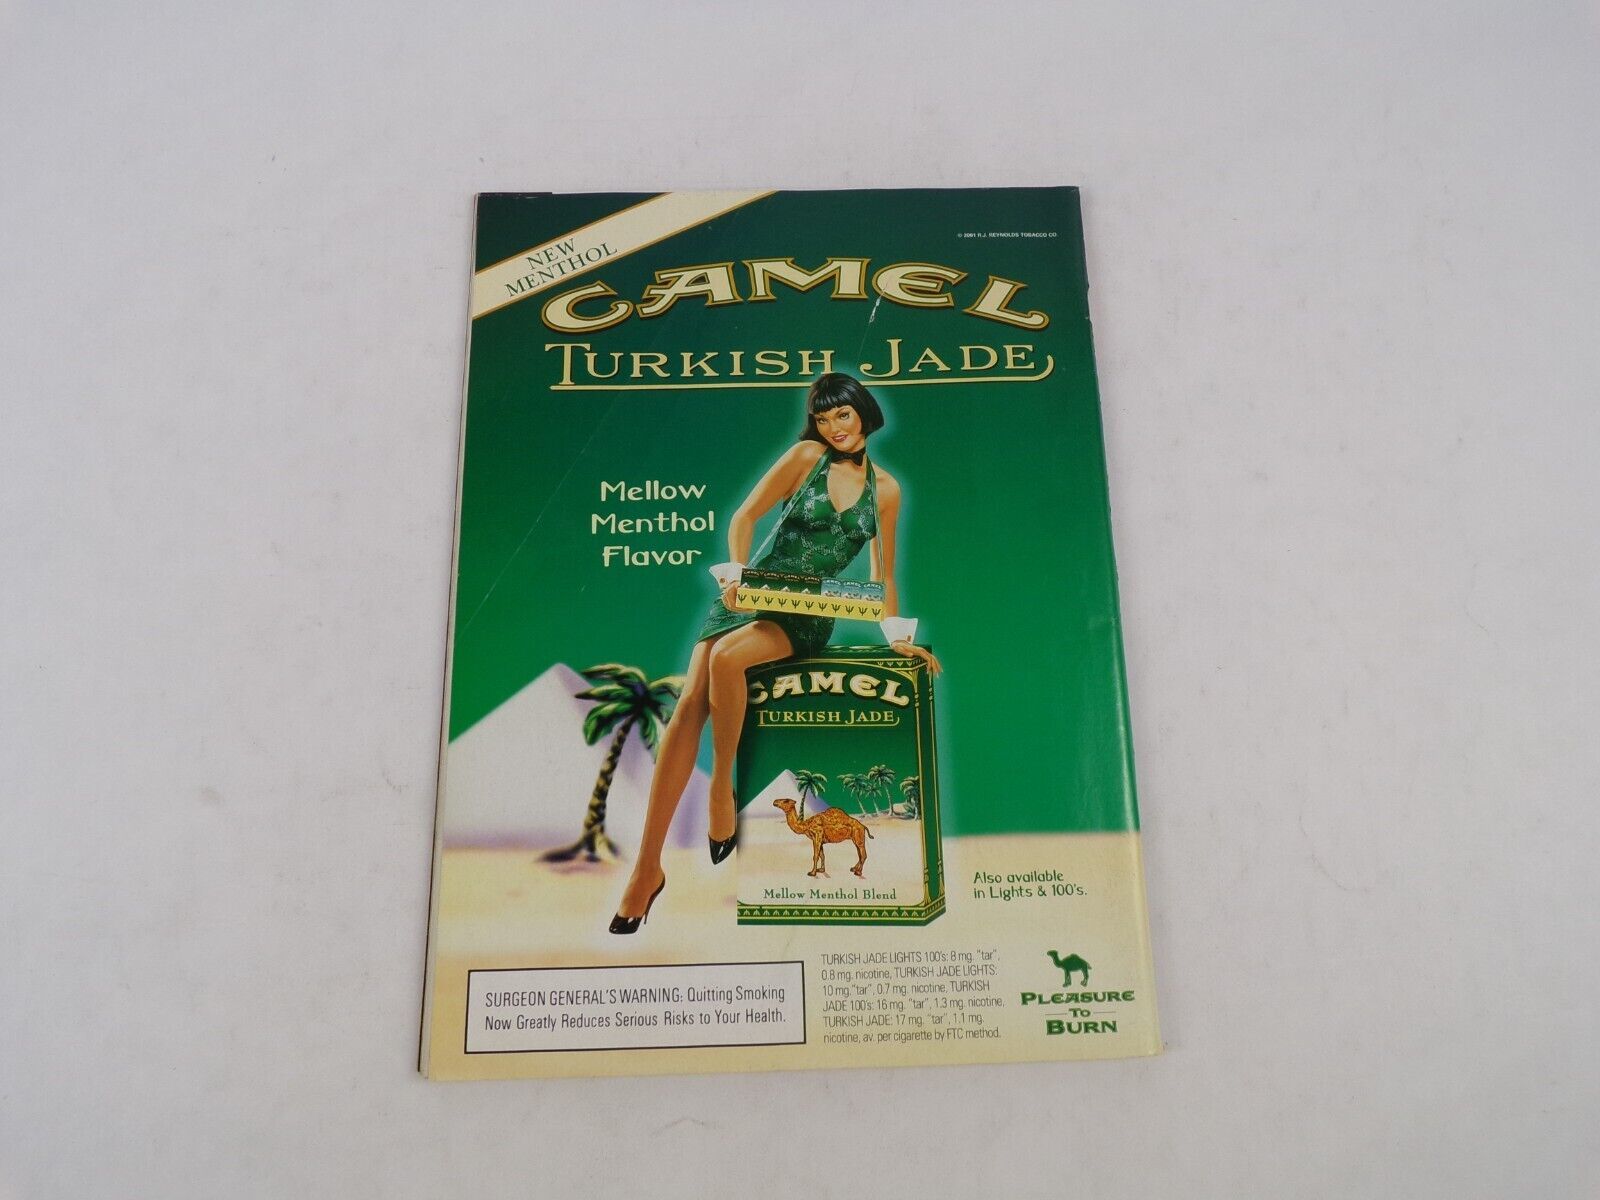 NEW
MENTHOL
© 2001 R.J. REYNOLDS TOBACCO CO.
CAMEL
TURKISH JADE
Mellow
Menthol
Flavor
CAMEL
TURKISH JADE
Mellow Menthol Blend
Also available
in Lights & 100's.
SURGEON GENERAL'S WARNING: Quitting Smoking
Now Greatly Reduces Serious Risks to Your Health.
TURKISH JADE LIGHTS 100's: 8 mg. "tar",
0.8 mg. nicotine, TURKISH JADE LIGHTS:
10 mg. "tar", 0.7 mg. nicotine, TURKISH
JADE 100's: 16 mg. "tar", 1.3 mg. nicotine,
TURKISH JADE: 17 mg. "tar", 1.1 mg.
nicotine, av. per cigarette by FTC method.
PLEASURE
TO
BURN